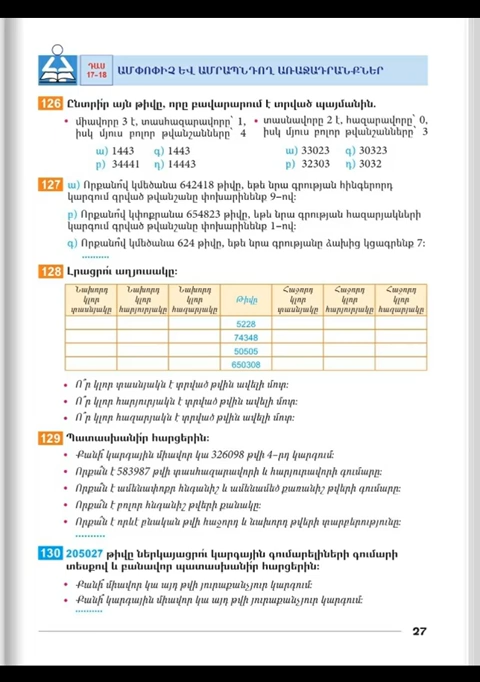 ԴԱՍ
17-18
ԱՄՓՈՓԻՉ ԵՎ ԱՄՐԱՊՆԴՈՂ ԱՌԱՋԱԴՐԱՆՔՆԵՐ
126 Ընտրի՛ր այն թիվը, որը բավարարում է տրված պայմանին.
• միավորը 3 է, տասհազարավորը՝ 1,
իսկ մյուս բոլոր թվանշանները՝ 4
ա) 1443 գ) 1443
բ) 34441 դ) 14443
• տասնավորը 2 է, հազարավորը՝ 0,
իսկ մյուս բոլոր թվանշանները՝ 3
ա) 33023 գ) 30323
բ) 32303 դ) 3032
127 ա) Որքանո՞վ կմեծանա 642418 թիվը, եթե նրա գրության հինգերորդ
կարգում գրված թվանշանը փոխարինենք 9-ով:
բ) Որքանո՞վ կփոքրանա 654823 թիվը, եթե նրա գրության հազարյակների
կարգում գրված թվանշանը փոխարինենք 1-ով:
գ) Որքանո՞վ կմեծանա 624 թիվը, եթե նրա գրությանը ձախից կցագրենք 7:
..........
128 Լրացրո՛ւ աղյուսակը:
Նախորդ կլոր տասնյակը Նախորդ կլոր հարյուրյակը Նախորդ կլոր հազարյակը Թիվը Հաջորդ կլոր տասնյակը Հաջորդ կլոր հարյուրյակը Հաջորդ կլոր հազարյակը
5228
74348
50505
650308
• Ո՞ր կլոր տասնյակն է տրված թվին ավելի մոտ:
• Ո՞ր կլոր հարյուրյակն է տրված թվին ավելի մոտ:
• Ո՞ր կլոր հազարյակն է տրված թվին ավելի մոտ:
129 Պատասխանի՛ր հարցերին:
• Քանի՞ կարգային միավոր կա 326098 թվի 4-րդ կարգում:
• Որքա՞ն է 583987 թվի տասհազարավորի և հարյուրավորի գումարը:
• Որքա՞ն է ամենափոքր հնգանիշ և ամենամեծ քառանիշ թվերի գումարը:
• Որքա՞ն է բոլոր հնգանիշ թվերի քանակը:
• Որքա՞ն է որևէ բնական թվի հաջորդ և նախորդ թվերի տարբերությունը:
..........
130 205027 թիվը ներկայացրո՛ւ կարգային գումարելիների գումարի
տեսքով և բանավոր պատասխանի՛ր հարցերին:
• Քանի՞ միավոր կա այդ թվի յուրաքանչյուր կարգում:
• Քանի՞ կարգային միավոր կա այդ թվի յուրաքանչյուր կարգում:
..........
27